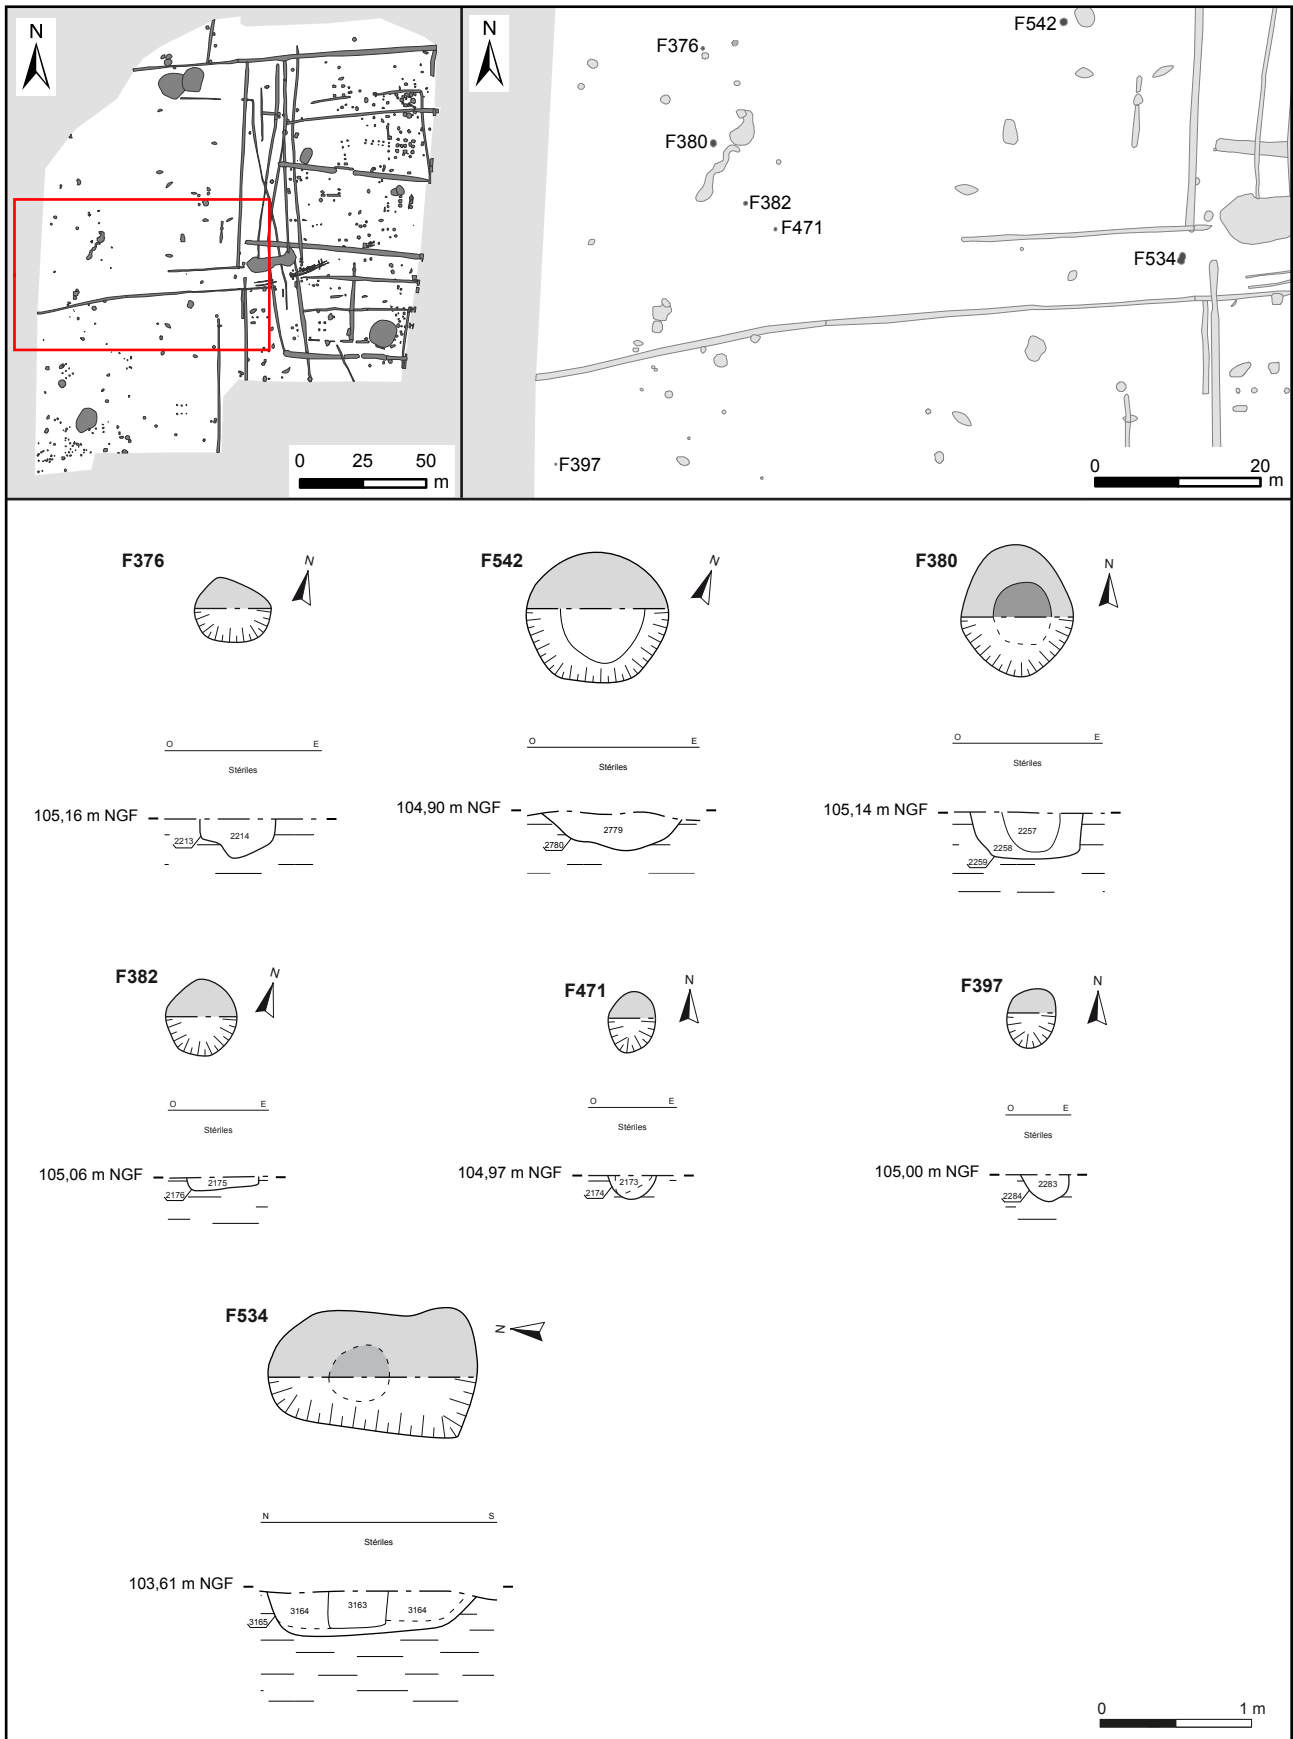 N
0 25 50
m
N
F376
F542
F380
F382
F471
F534
F397
0 20
m
F376
N
F542
N
F380
N
O E
Stériles
O E
Stériles
O E
Stériles
105,16 m NGF
2213
2214
104,90 m NGF
2779
2780
105,14 m NGF
2257
2258
2259
F382
N
F471
N
F397
N
O E
Stériles
O E
Stériles
O E
Stériles
105,06 m NGF
2175
2176
104,97 m NGF
2173
2174
105,00 m NGF
2283
2284
F534
N
N S
Stériles
103,61 m NGF
3164 3163 3164
3165
0 1 m